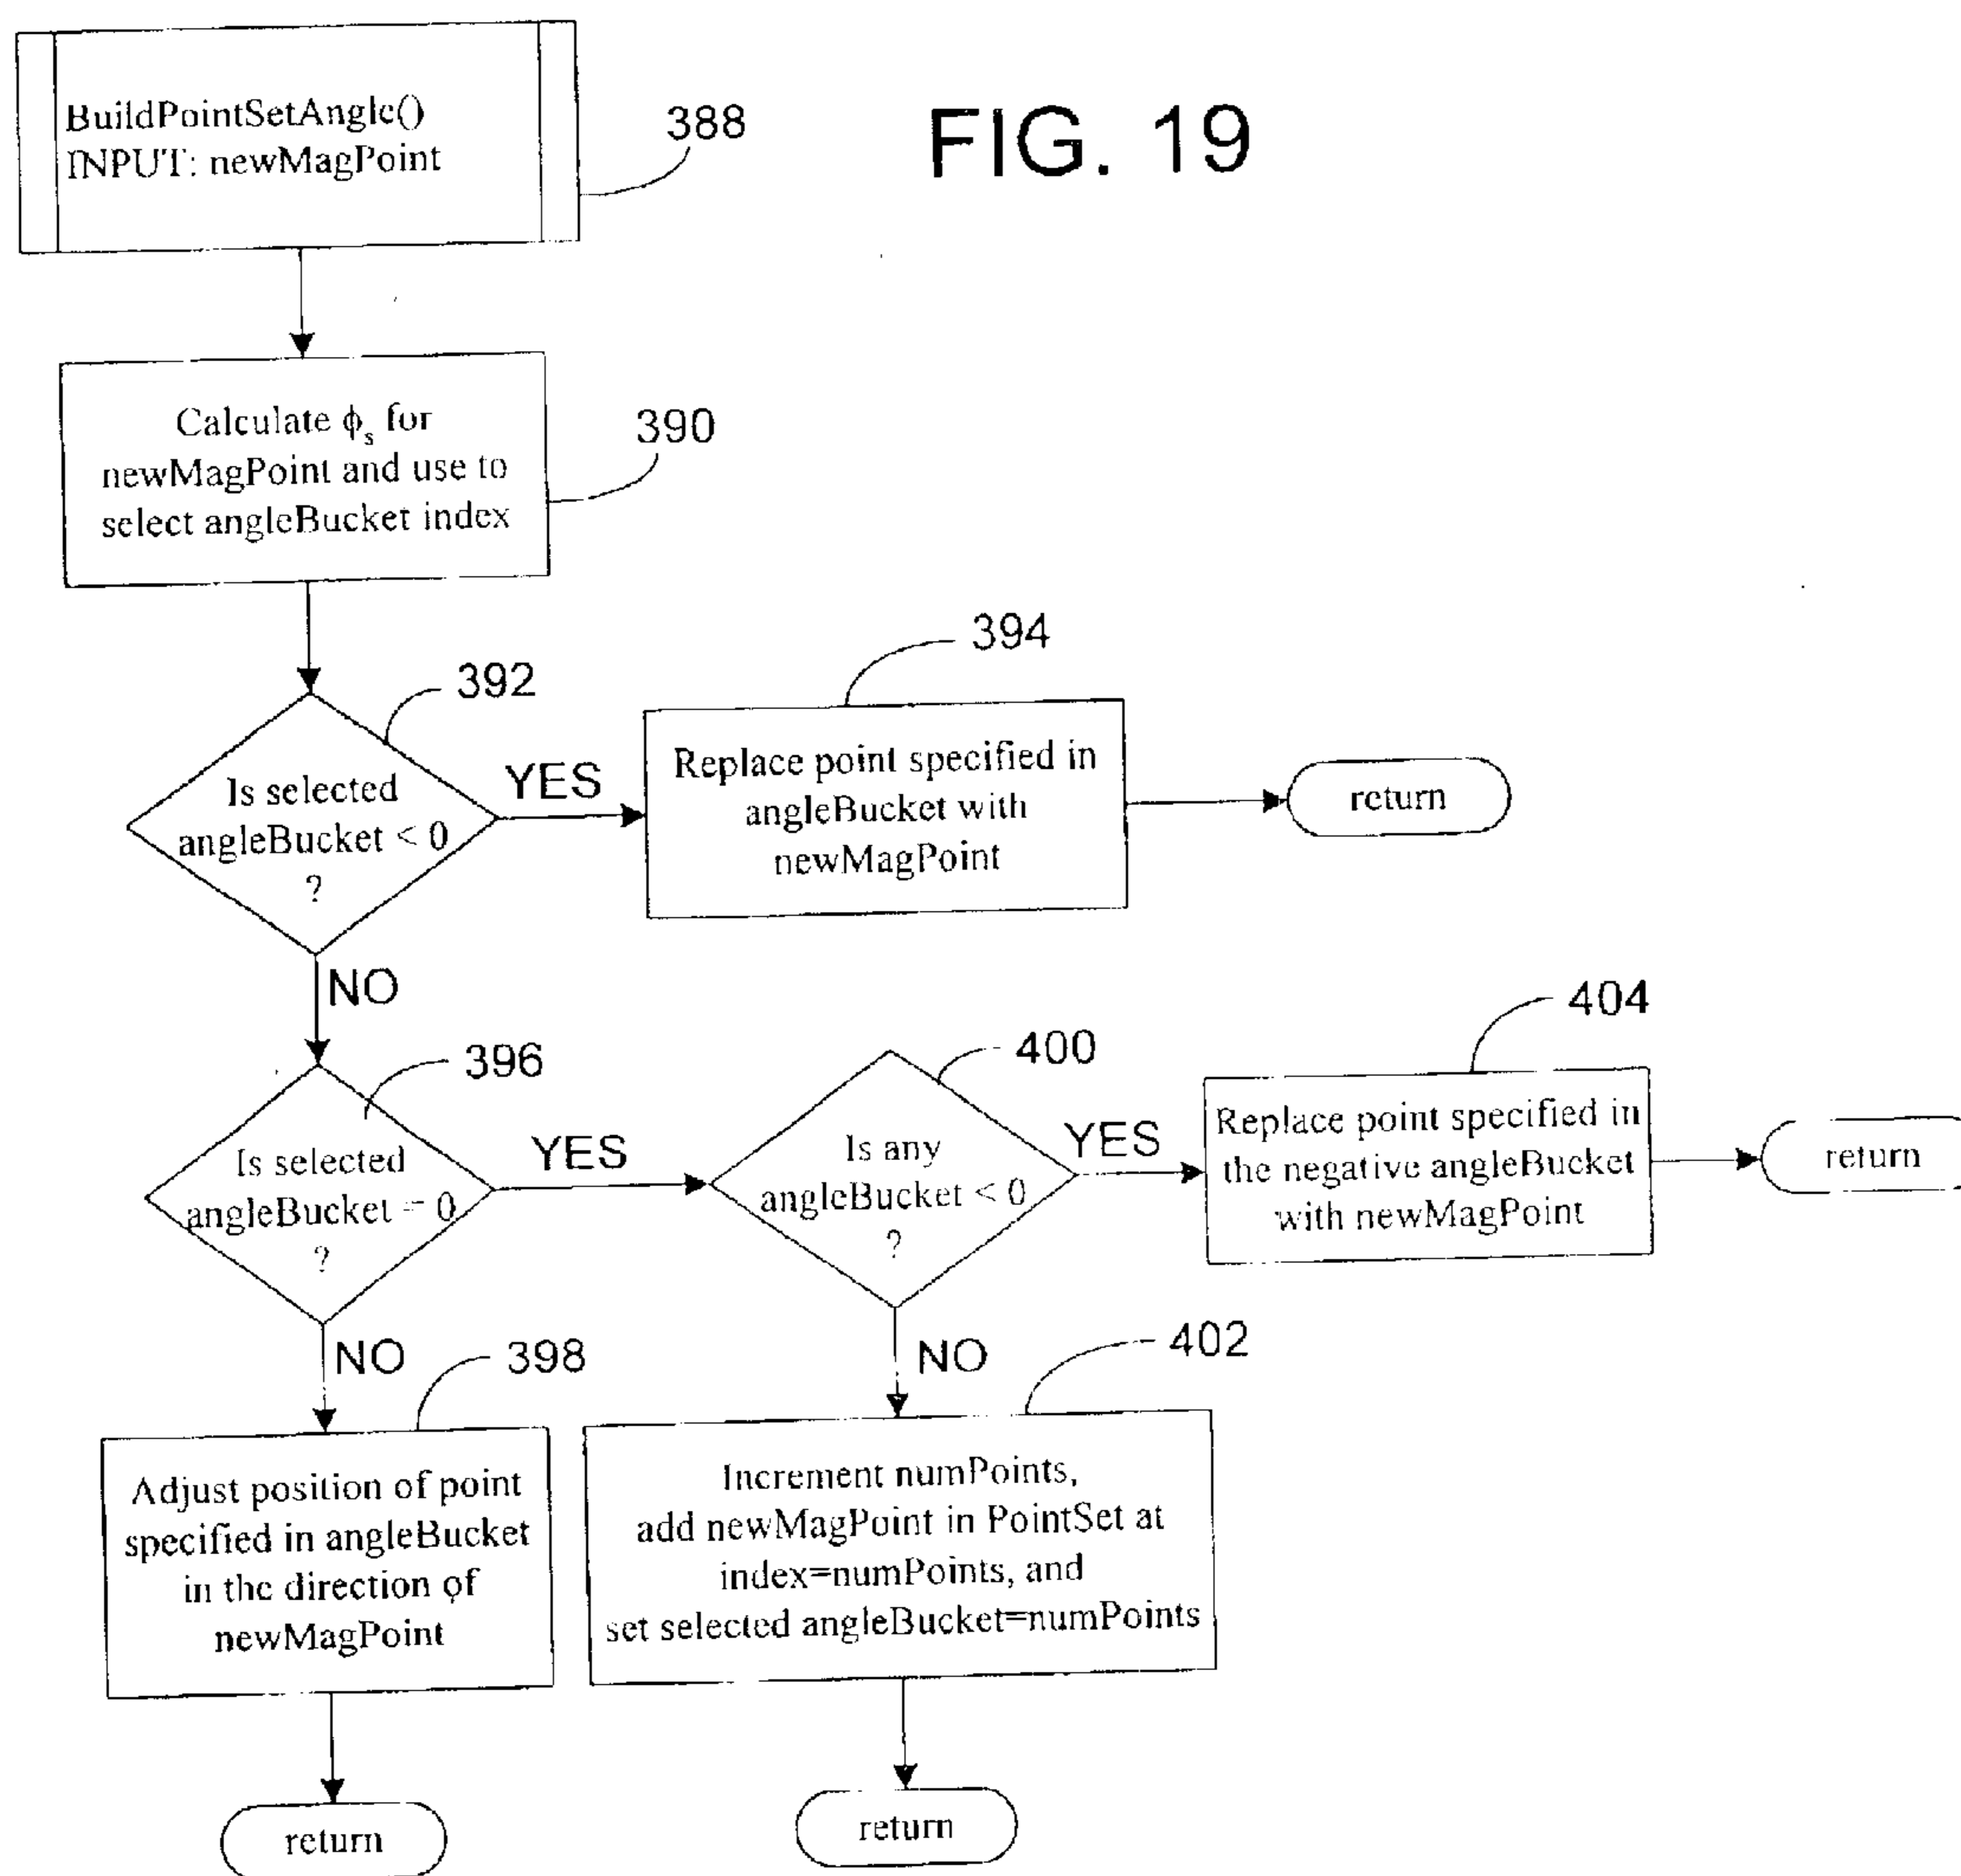 FIG. 19
BuildPointSetAngle()
INPUT: newMagPoint
388
Calculate ϕs for
newMagPoint and use to
select angleBucket index
390
392
Is selected
angleBucket < 0
?
YES
394
Replace point specified in
angleBucket with
newMagPoint
return
NO
396
Is selected
angleBucket = 0
?
YES
400
Is any
angleBucket < 0
?
YES
404
Replace point specified in
the negative angleBucket
with newMagPoint
return
NO
398
Adjust position of point
specified in angleBucket
in the direction of
newMagPoint
return
NO
402
Increment numPoints,
add newMagPoint in PointSet at
index=numPoints, and
set selected angleBucket=numPoints
return